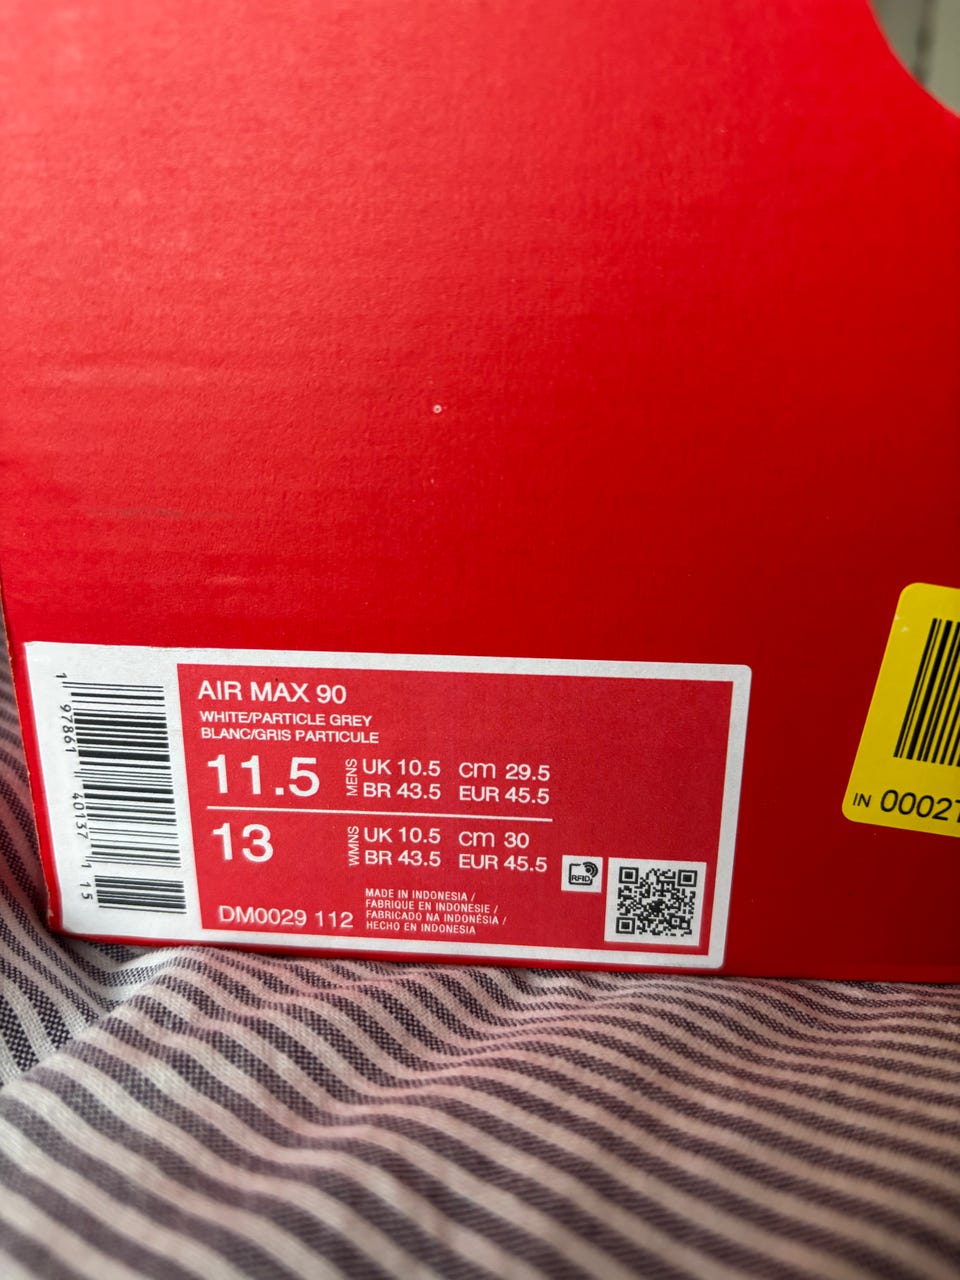 AIR MAX 90
WHITE/PARTICLE GREY
BLANC/GRIS PARTICULE
11.5 MENS UK 10.5 cm 29.5
BR 43.5 EUR 45.5
13 WMNS UK 10.5 cm 30
BR 43.5 EUR 45.5
RFID
DM0029 112
MADE IN INDONESIA /
FABRIQUE EN INDONESIE /
FABRICADO NA INDONÉSIA /
HECHO EN INDONESIA
1 97861 40137 1 15
IN 00027